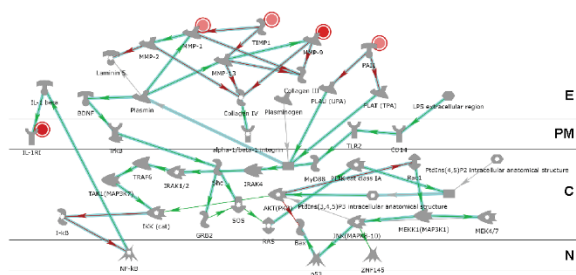 MMP-1
TIMP1
MMP-2
MMP-9
Laminin 5
MMP-13
PAI1
IL-1 beta
Collagen III
E
BDNF
Plasmin
PLAU (UPA)
PLAT (TPA)
LPS extracellular region
Collagen IV
Plasminogen
PM
IL-1RI
TrkB
alpha-1/beta-1 integrin
TLR2
CD14
TRAF6
Shc
MyD88
PI3K cat class IA
PtdIns(4,5)P2 intracellular anatomical structure
IRAK1/2
IRAK4
TAK1(MAP3K7)
AKT(PKB)
C
PtdIns(3,4,5)P3 intracellular anatomical structure
I-kB
IKK (cat)
SOS
GRB2
RAS
Bax
JNK(MAPK8-10)
MEKK1(MAP3K1)
MEK4/7
N
NF-kB
p53
ZNF145